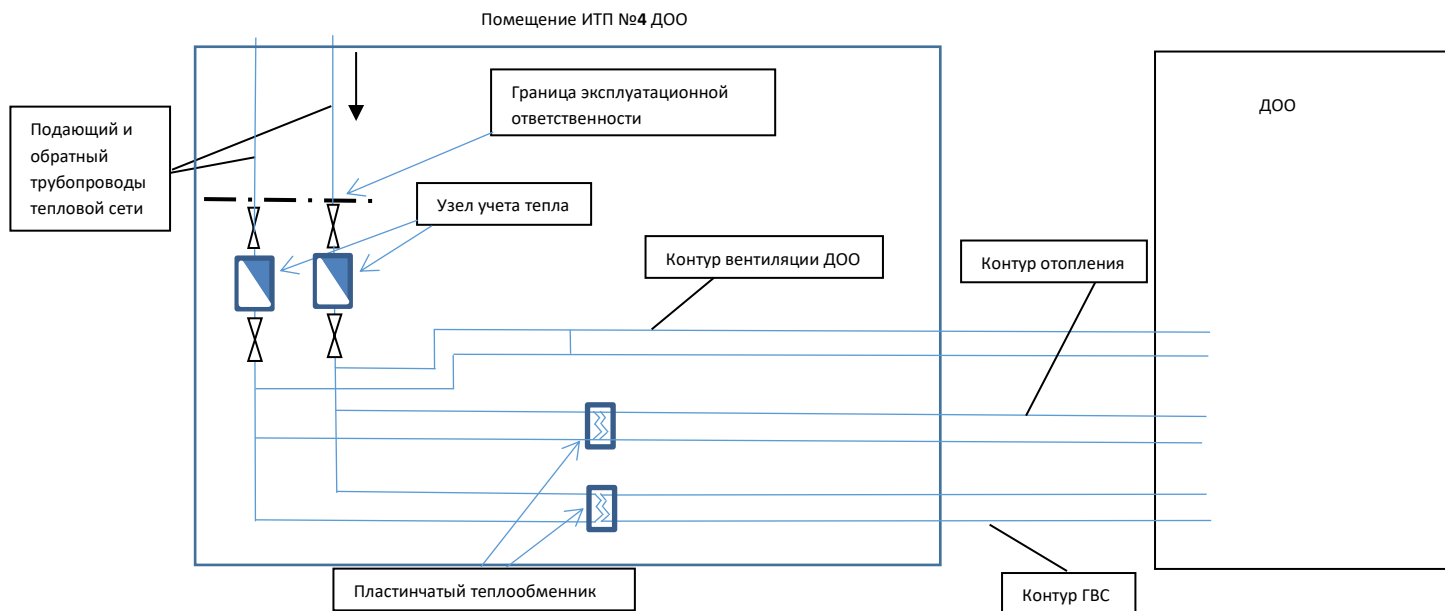 Помещение ИТП №4 ДОО
Граница эксплуатационной
ответственности
ДОО
Подающий и
обратный
трубопроводы
тепловой сети
Узел учета тепла
Контур вентиляции ДОО
Контур отопления
Пластинчатый теплообменник
Контур ГВС